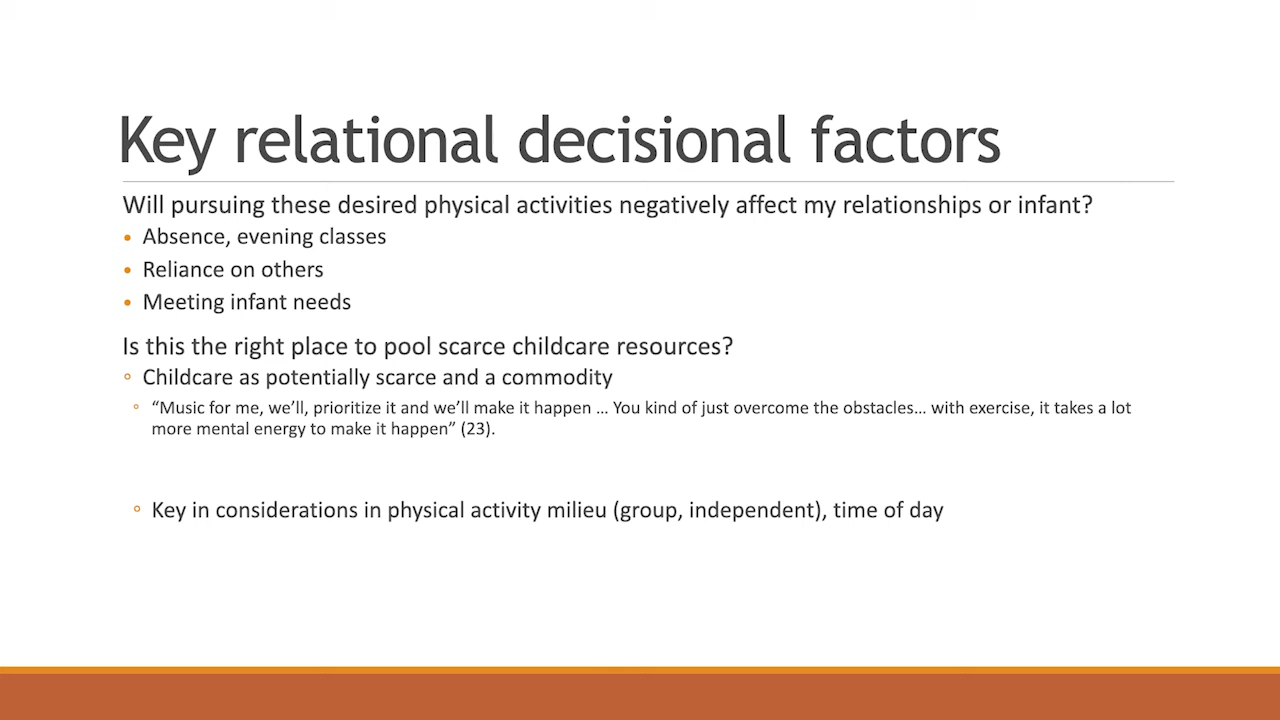 Key relational decisional factors
Will pursuing these desired physical activities negatively affect my relationships or infant?
• Absence, evening classes
• Reliance on others
• Meeting infant needs
Is this the right place to pool scarce childcare resources?
◦ Childcare as potentially scarce and a commodity
◦ “Music for me, we’ll, prioritize it and we’ll make it happen … You kind of just overcome the obstacles… with exercise, it takes a lot
more mental energy to make it happen” (23).
◦ Key in considerations in physical activity milieu (group, independent), time of day